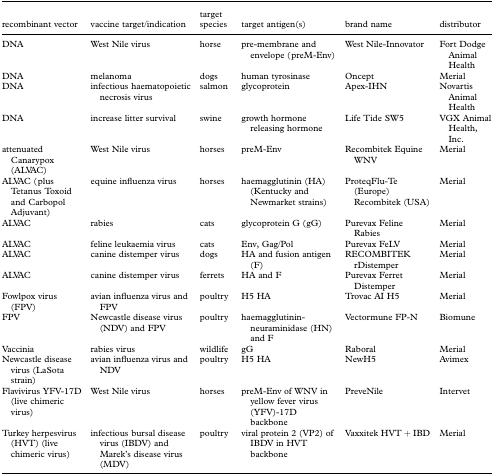 target
recombinant vector vaccine target/indication species target antigen(s) brand name distributor
DNA West Nile virus horse pre-membrane and West Nile-Innovator Fort Dodge
envelope (preM-Env) Animal
Health
DNA melanoma dogs human tyrosinase Oncept Merial
DNA infectious haematopoietic salmon glycoprotein Apex-IHN Novartis
necrosis virus Animal
Health
DNA increase litter survival swine growth hormone Life Tide SW5 VGX Animal
releasing hormone Health,
Inc.
attenuated West Nile virus horses preM-Env Recombitek Equine Merial
Canarypox WNV
(ALVAC)
ALVAC (plus equine influenza virus horses haemagglutinin (HA) ProteqFlu-Te Merial
Tetanus Toxoid (Kentucky and (Europe)
and Carbopol Newmarket strains) Recombitek (USA)
Adjuvant)
ALVAC rabies cats glycoprotein G (gG) Purevax Feline Merial
Rabies
ALVAC feline leukaemia virus cats Env, Gag/Pol Purevax FeLV Merial
ALVAC canine distemper virus dogs HA and fusion antigen RECOMBITEK Merial
(F) rDistemper
ALVAC canine distemper virus ferrets HA and F Purevax Ferret Merial
Distemper
Fowlpox virus avian influenza virus and poultry H5 HA Trovac AI H5 Merial
(FPV) FPV
FPV Newcastle disease virus poultry haemagglutinin- Vectormune FP-N Biomune
(NDV) and FPV neuraminidase (HN)
and F
Vaccinia rabies virus wildlife gG Raboral Merial
Newcastle disease avian influenza virus and poultry H5 HA NewH5 Avimex
virus (LaSota NDV
strain)
Flavivirus YFV-17D West Nile virus horses preM-Env of WNV in PreveNile Intervet
(live chimeric yellow fever virus
virus) (YFV)-17D
backbone
Turkey herpesvirus infectious bursal disease poultry viral protein 2 (VP2) of Vaxxitek HVT + IBD Merial
(HVT) (live virus (IBDV) and IBDV in HVT
chimeric virus) Marek's disease virus backbone
(MDV)